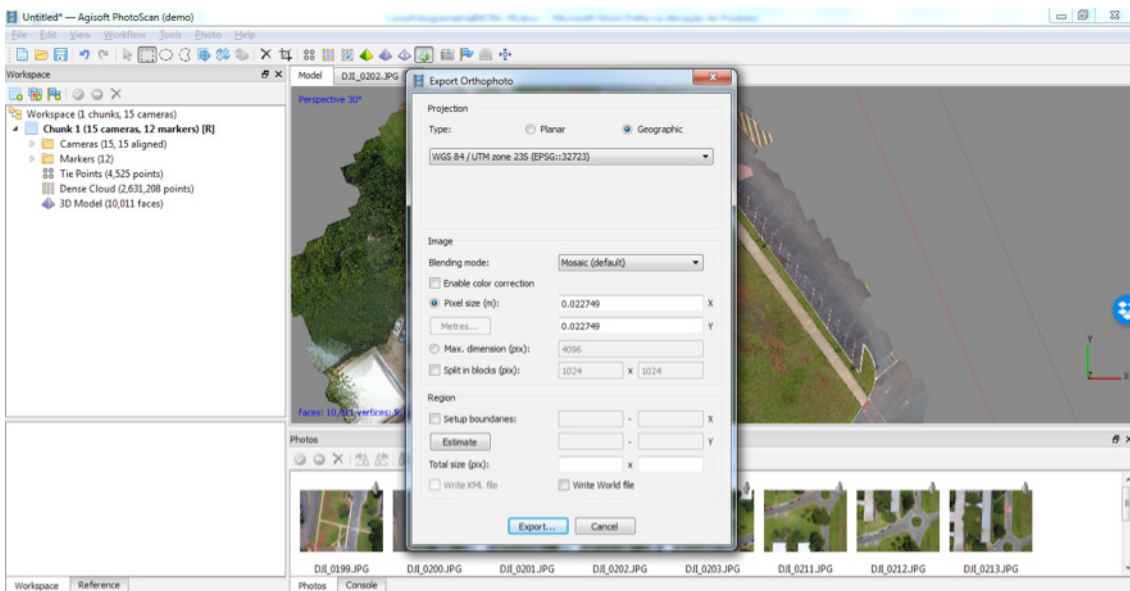 Untitled* — Agisoft PhotoScan (demo)
File Edit View Workflow Tools Photo Help
Workspace
Workspace (1 chunks, 15 cameras)
Chunk 1 (15 cameras, 12 markers) [R]
Cameras (15, 15 aligned)
Markers (12)
Tie Points (4,525 points)
Dense Cloud (2,631,208 points)
3D Model (10,011 faces)
Model DJI_0202.JPG
Perspective 30°
Export Orthophoto
Projection
Type: Planar Geographic
WGS 84 / UTM zone 23S (EPSG::32723)
Image
Blending mode: Mosaic (default)
Enable color correction
Pixel size (m): 0.022749 X
Metres... 0.022749 Y
Max. dimension (pix): 4096
Split in blocks (pix): 1024 x 1024
Region
Setup boundaries: - X
Estimate - Y
Total size (pix): x
Write KML file Write World file
Export... Cancel
faces: 10,011 vertices:
Y
Z X
Photos
DJI_0199.JPG DJI_0200.JPG DJI_0201.JPG DJI_0202.JPG DJI_0203.JPG DJI_0211.JPG DJI_0212.JPG DJI_0213.JPG
Workspace Reference
Photos Console